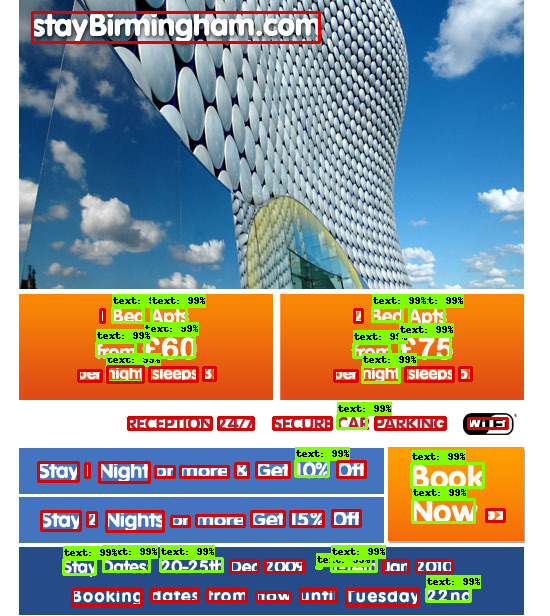 stayBirmingham.com
1 Bed Apts
from £60
per night (sleeps 3)
2 Bed Apts
from £75
per night (sleeps 5)
RECEPTION 24/7 SECURE CAR PARKING Wi Fi
Stay 1 Night or more & Get 10% Off
Book
Now >>
Stay 2 Nights or more Get 15% Off
Stay Dates: 20-25th Dec 2009 Jan 2010
Booking dates from now until Tuesday 22nd